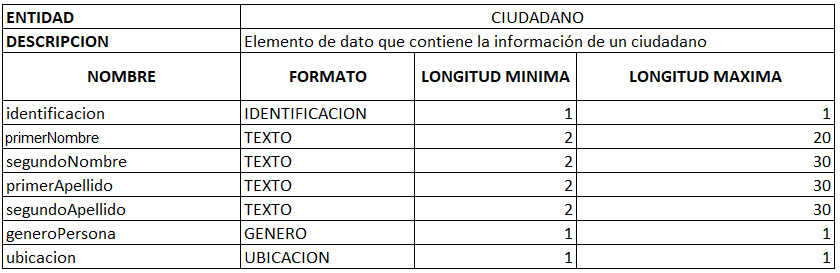 ENTIDAD CIUDADANO
DESCRIPCION Elemento de dato que contiene la información de un ciudadano
NOMBRE FORMATO LONGITUD MINIMA LONGITUD MAXIMA
identificacion IDENTIFICACION 1 1
primerNombre TEXTO 2 20
segundoNombre TEXTO 2 30
primerApellido TEXTO 2 30
segundoApellido TEXTO 2 30
generoPersona GENERO 1 1
ubicacion UBICACION 1 1